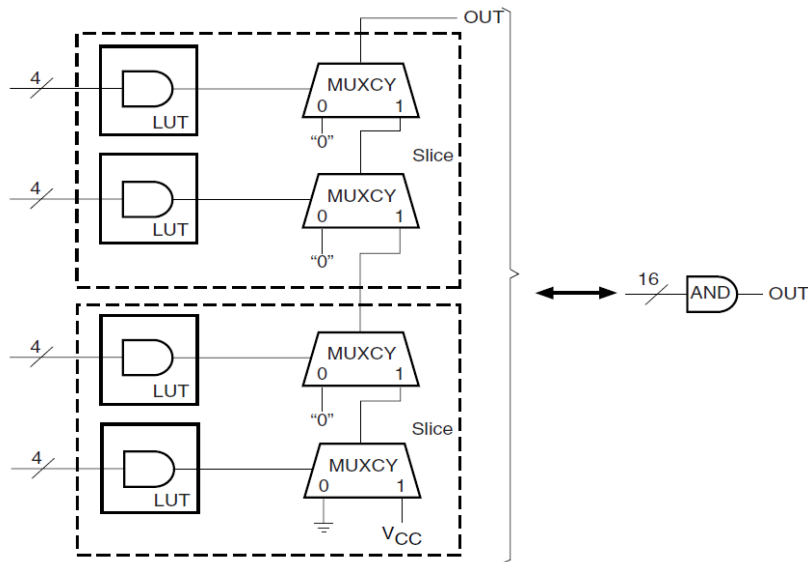 OUT
4
MUXCY
0 1
LUT
“0”
Slice
4
MUXCY
0 1
LUT
“0”
16
AND
OUT
4
MUXCY
0 1
LUT
“0”
Slice
4
MUXCY
0 1
LUT
VCC